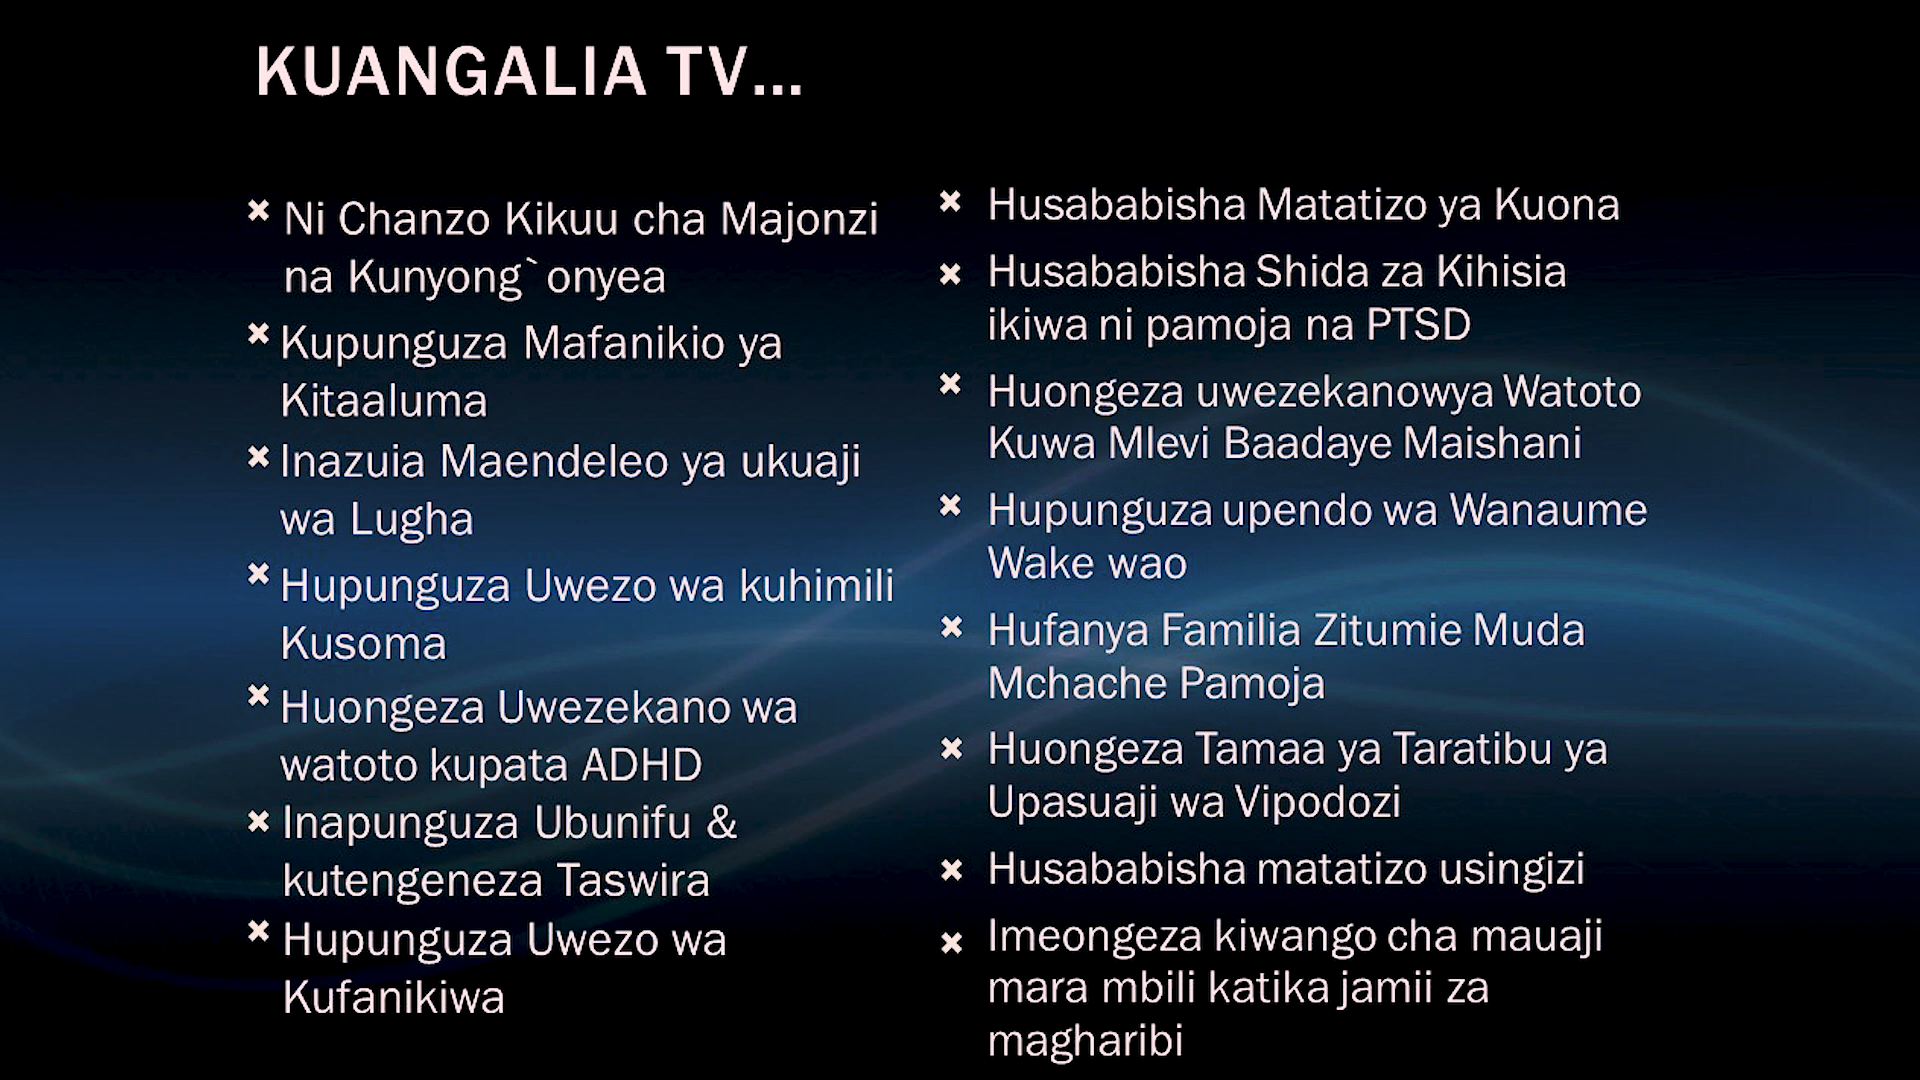 KUANGALIA TV...
Ni Chanzo Kikuu cha Majonzi
na Kunyong`onyea
Kupunguza Mafanikio ya
Kitaaluma
Inazuia Maendeleo ya ukuaji
wa Lugha
Hupunguza Uwezo wa kuhimili
Kusoma
Huongeza Uwezekano wa
watoto kupata ADHD
Inapunguza Ubunifu &
kutengeneza Taswira
Hupunguza Uwezo wa
Kufanikiwa
Husababisha Matatizo ya Kuona
Husababisha Shida za Kihisia
ikiwa ni pamoja na PTSD
Huongeza uwezekanowya Watoto
Kuwa Mlevi Baadaye Maishani
Hupunguza upendo wa Wanaume
Wake wao
Hufanya Familia Zitumie Muda
Mchache Pamoja
Huongeza Tamaa ya Taratibu ya
Upasuaji wa Vipodozi
Husababisha matatizo usingizi
Imeongeza kiwango cha mauaji
mara mbili katika jamii za
magharibi